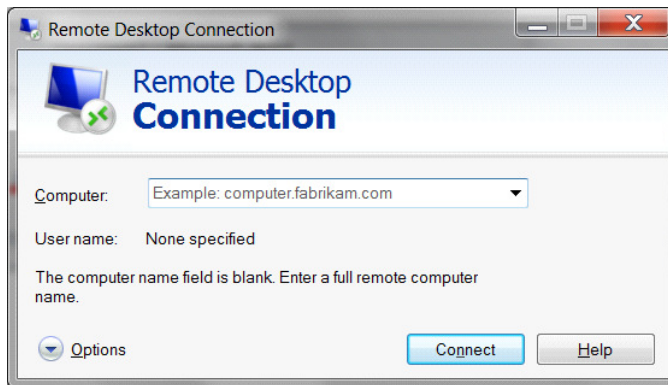 Remote Desktop Connection
Remote Desktop
Connection
Computer: Example: computer.fabrikam.com
User name: None specified
The computer name field is blank. Enter a full remote computer
name.
Options Connect Help